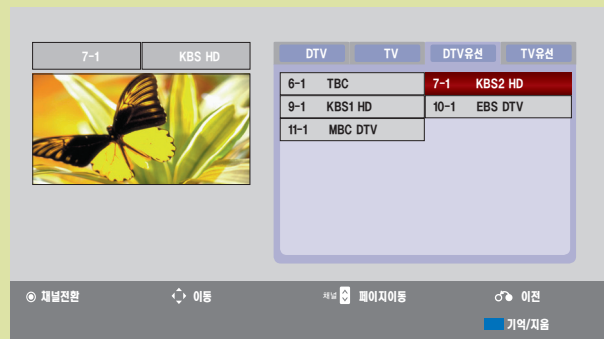 7-1 KBS HD
DTV TV DTV유선 TV유선
6-1 TBC 7-1 KBS2 HD
9-1 KBS1 HD 10-1 EBS DTV
11-1 MBC DTV
채널전환 이동 채널 페이지이동 이전
기억/지움